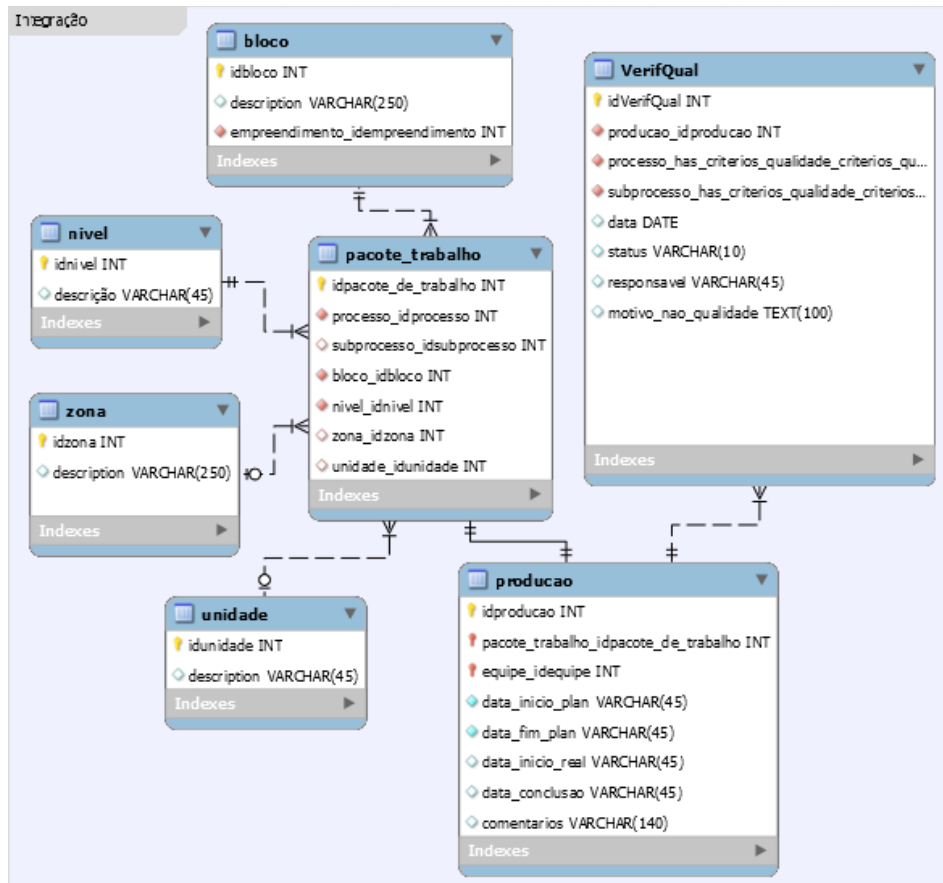 Integração
bloco
idbloco INT
description VARCHAR(250)
empreendimento_idempreendimento INT
Indexes
VerifQual
idVerifQual INT
producao_idproducao INT
processo_has_criterios_qualidade_criterios_qu...
subprocesso_has_criterios_qualidade_criterios...
data DATE
status VARCHAR(10)
responsavel VARCHAR(45)
motivo_nao_qualidade TEXT(100)
Indexes
nivel
idnivel INT
descrição VARCHAR(45)
Indexes
pacote_trabalho
idpacote_de_trabalho INT
processo_idprocesso INT
subprocesso_idsubprocesso INT
bloco_idbloco INT
nivel_idnivel INT
zona_idzona INT
unidade_idunidade INT
Indexes
zona
idzona INT
description VARCHAR(250)
Indexes
unidade
idunidade INT
description VARCHAR(45)
Indexes
producao
idproducao INT
pacote_trabalho_idpacote_de_trabalho INT
equipe_idequipe INT
data_inicio_plan VARCHAR(45)
data_fim_plan VARCHAR(45)
data_inicio_real VARCHAR(45)
data_conclusao VARCHAR(45)
comentarios VARCHAR(140)
Indexes